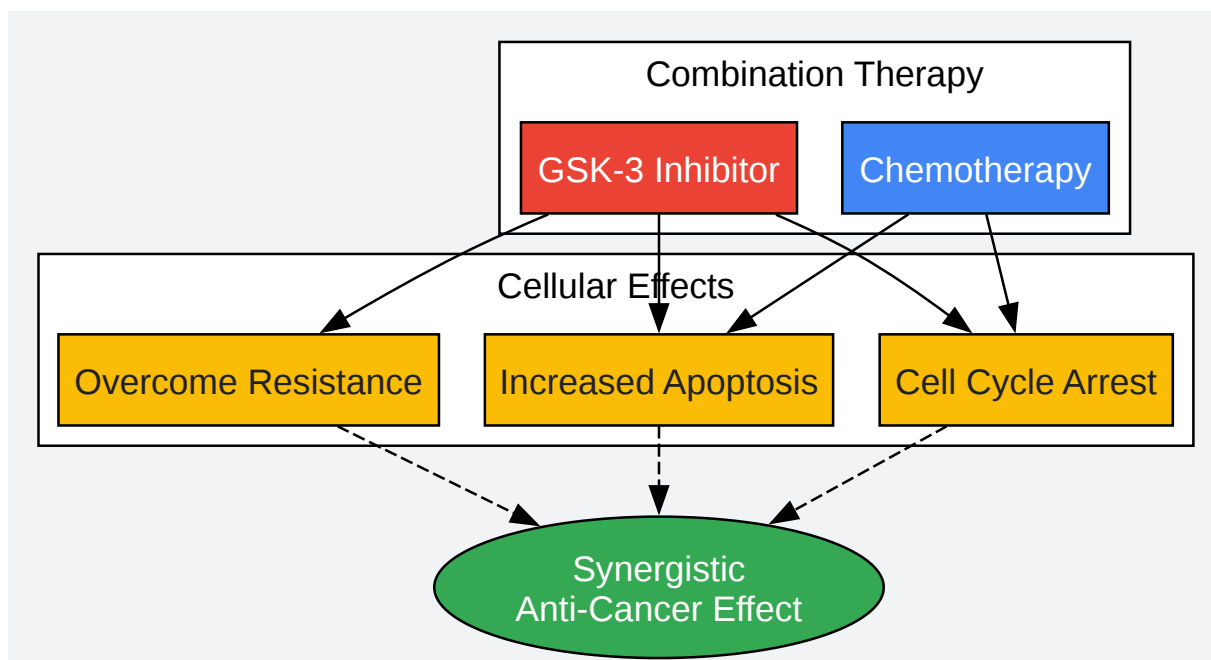 Combination Therapy
GSK-3 Inhibitor
Chemotherapy
Cellular Effects
Overcome Resistance
Increased Apoptosis
Cell Cycle Arrest
Synergistic
Anti-Cancer Effect